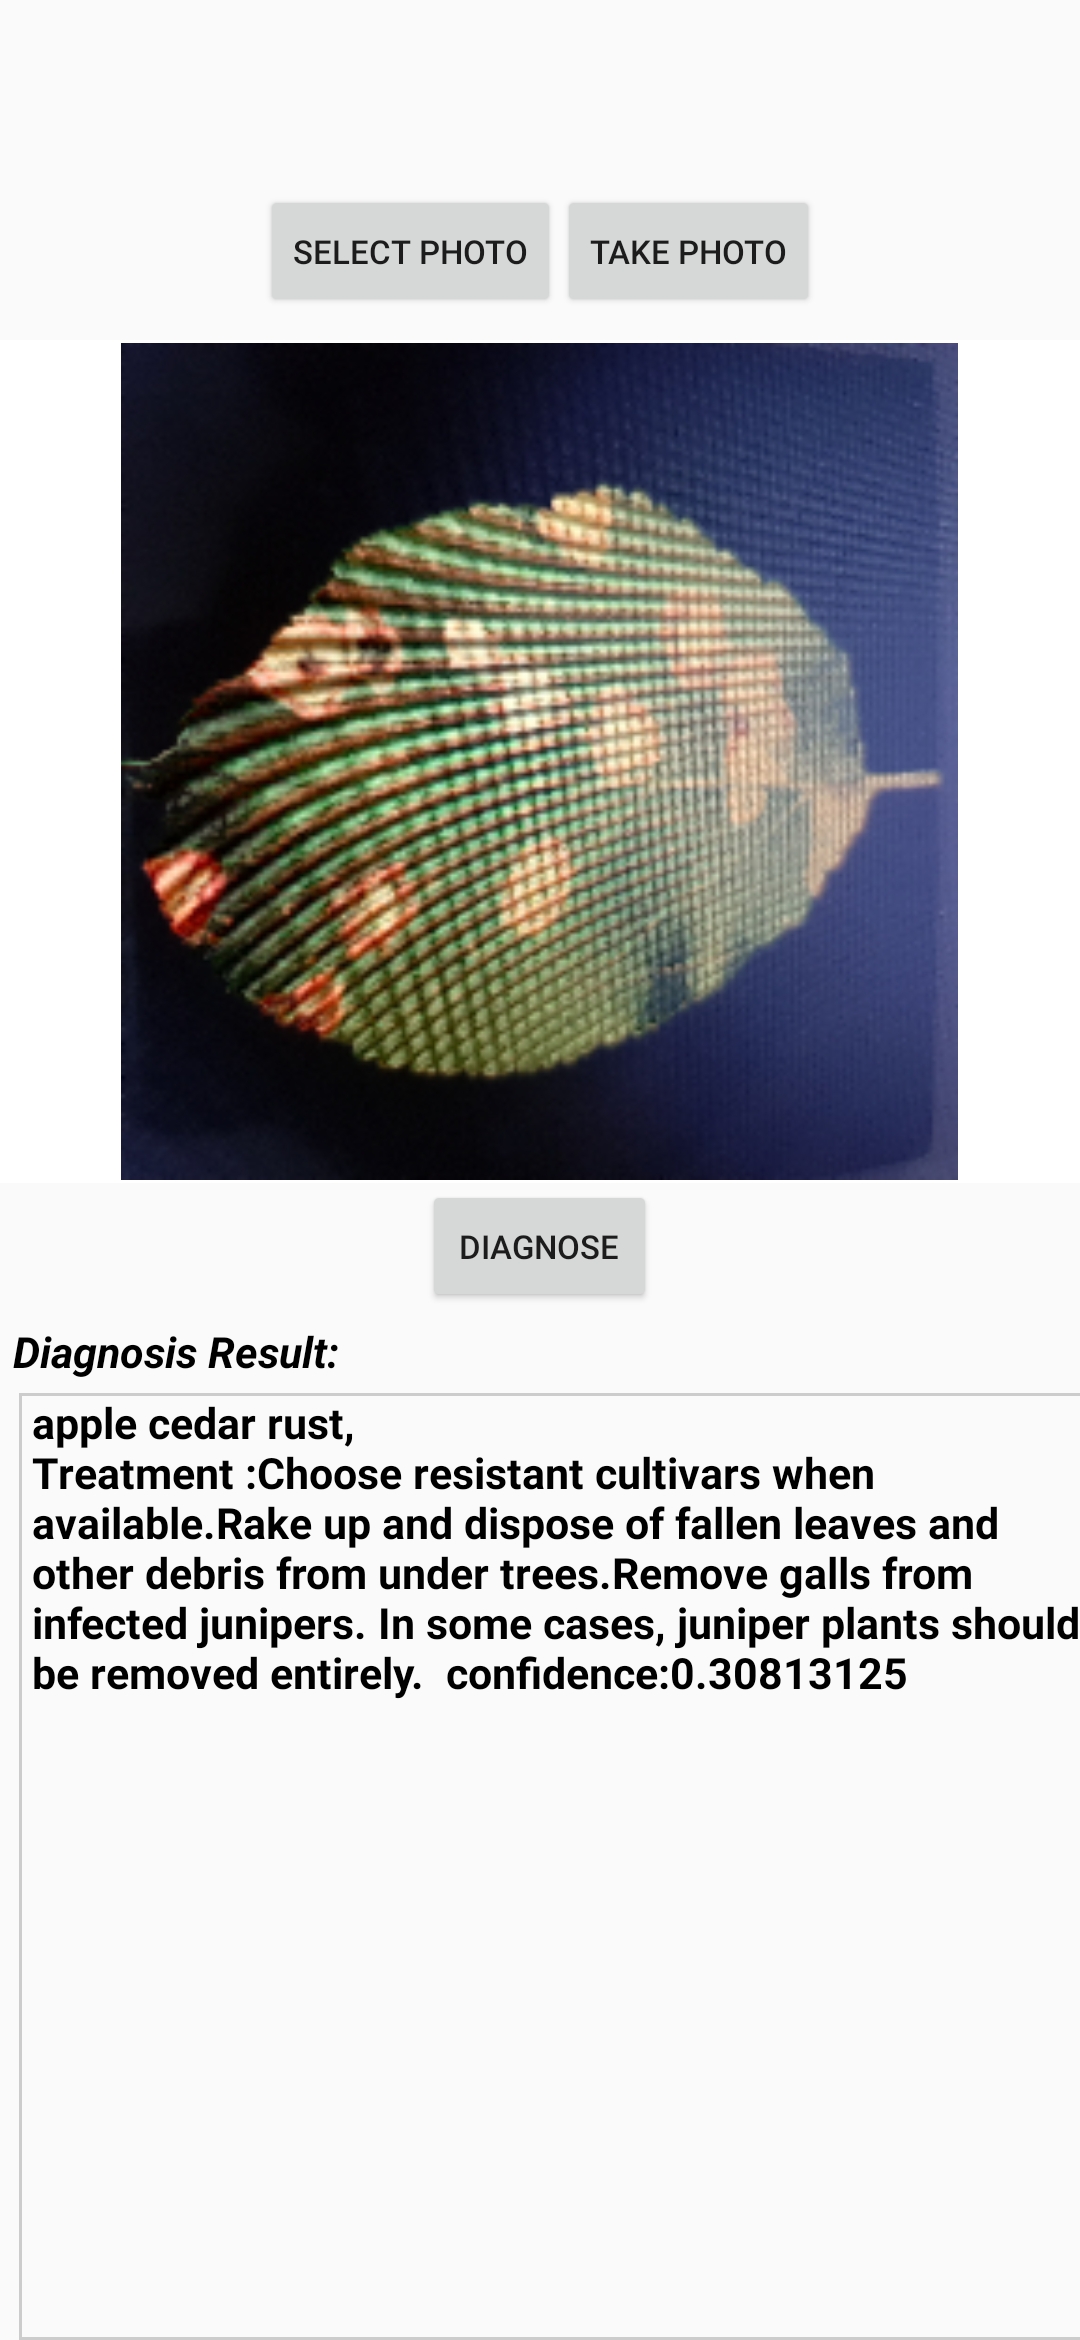 SELECT PHOTO
TAKE PHOTO
DIAGNOSE
Diagnosis Result:
apple cedar rust,
Treatment :Choose resistant cultivars when
available.Rake up and dispose of fallen leaves and
other debris from under trees.Remove galls from
infected junipers. In some cases, juniper plants should
be removed entirely.  confidence:0.30813125